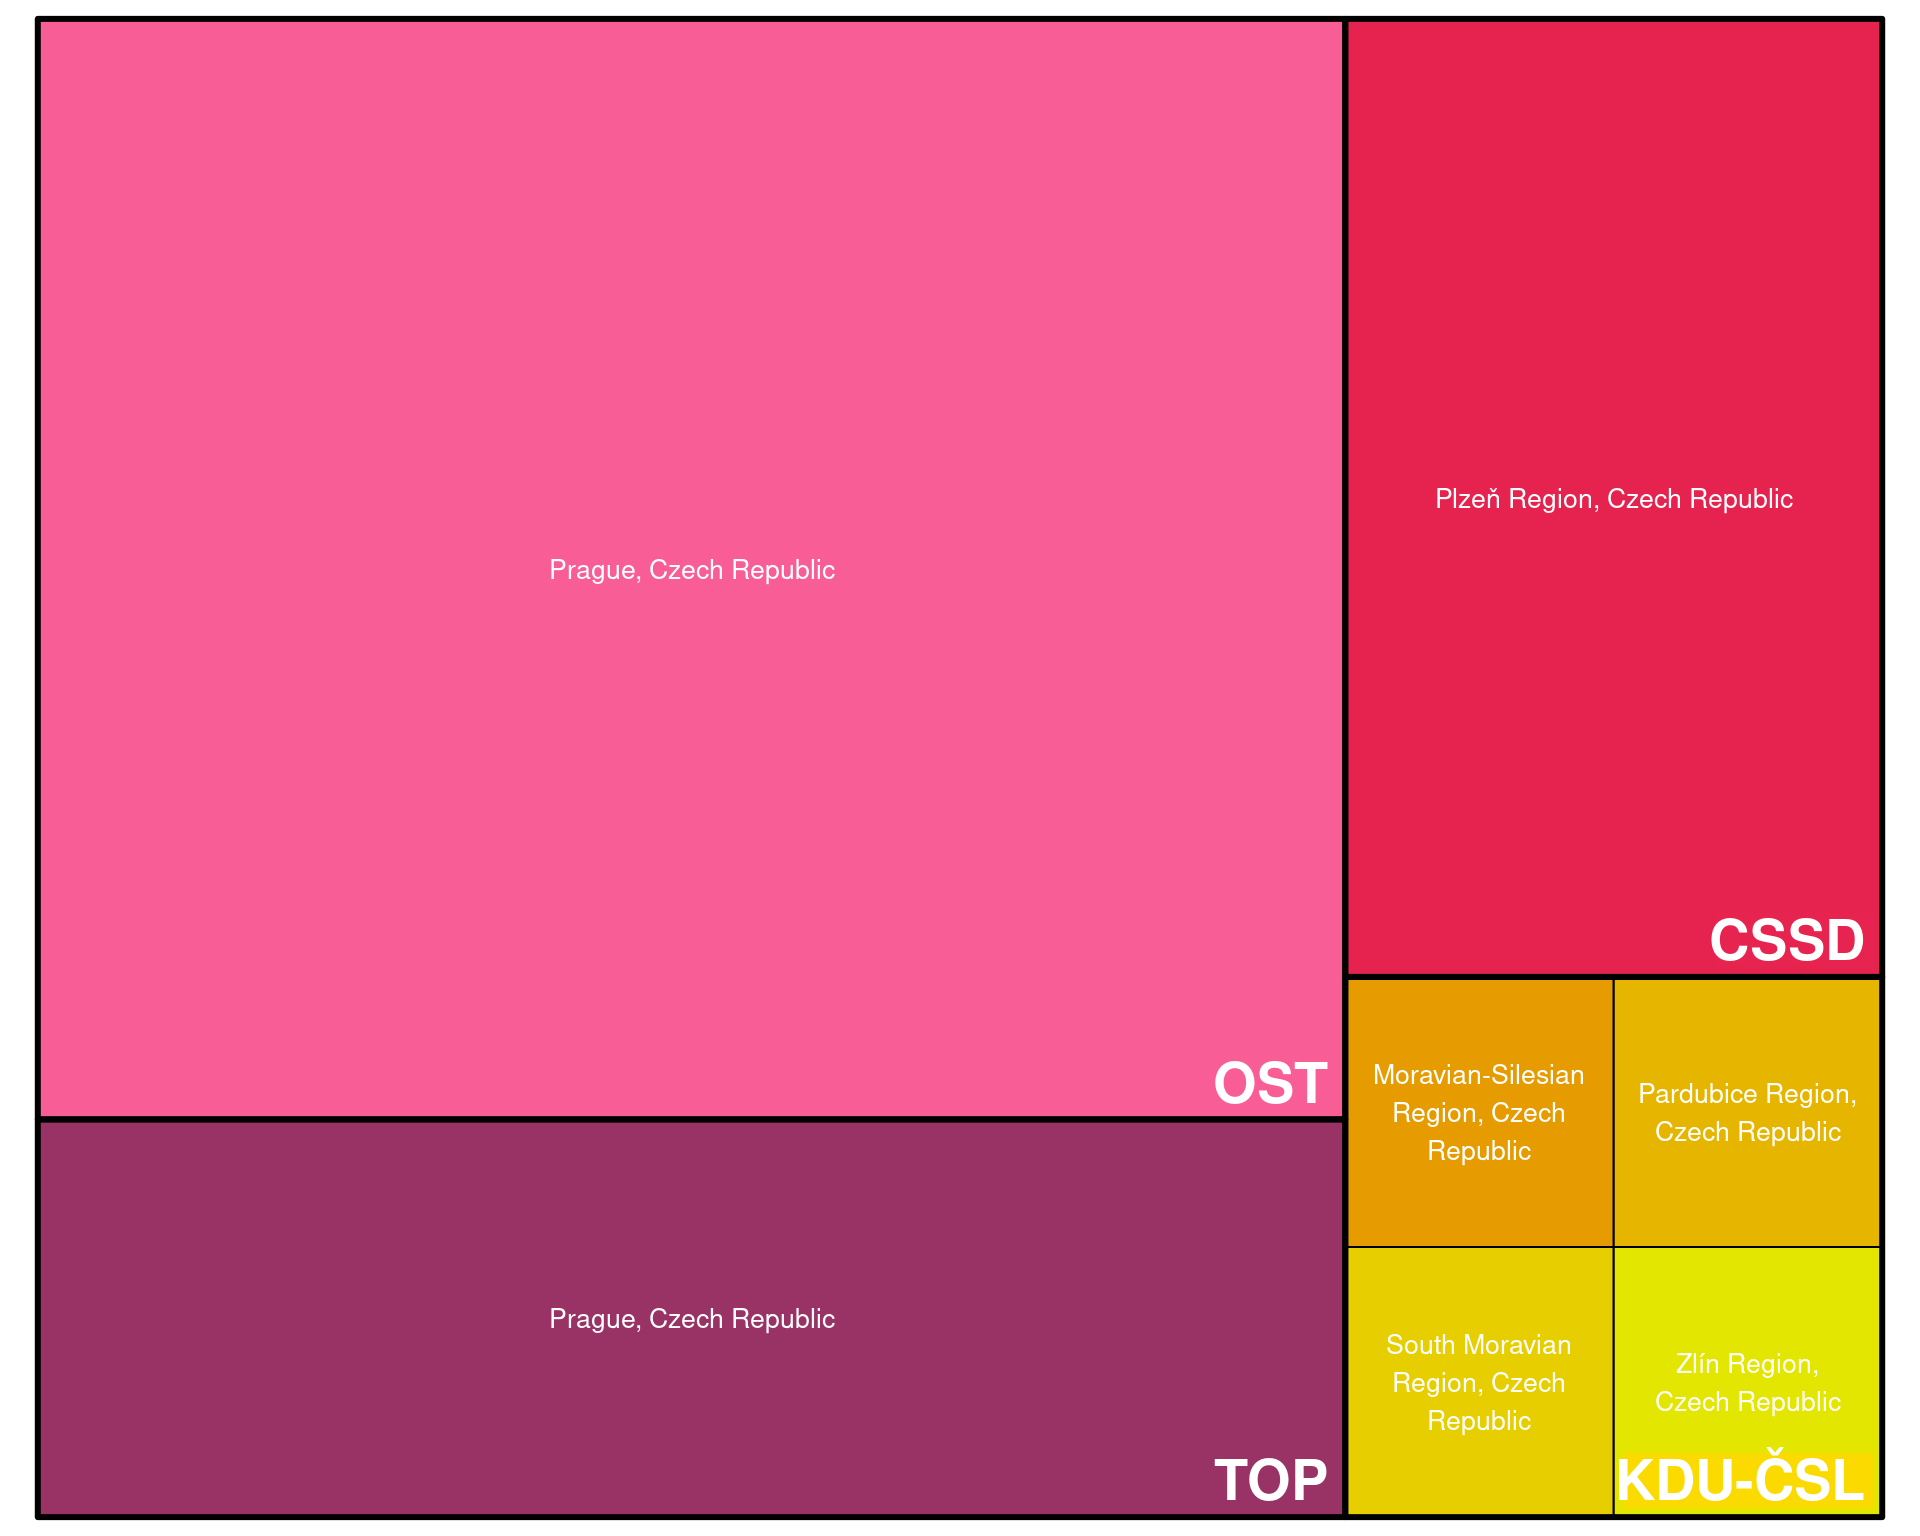 Prague, Czech Republic
OST
Prague, Czech Republic
TOP
Plzeň Region, Czech Republic
CSSD
Moravian-Silesian
Region, Czech
Republic
Pardubice Region,
Czech Republic
South Moravian
Region, Czech
Republic
Zlín Region,
Czech Republic
KDU-ČSL